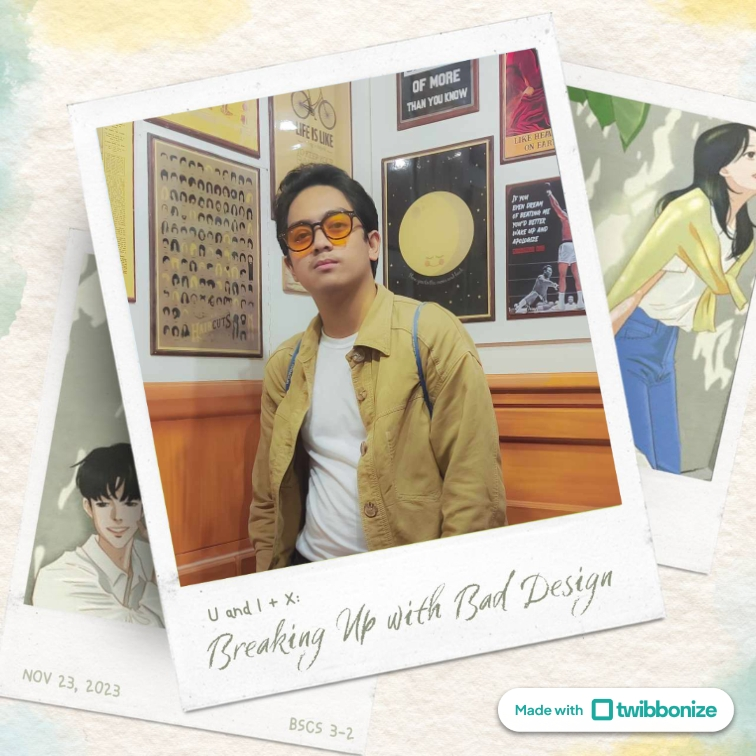 OF MORE
THAN YOU KNOW
LIFE IS LIKE
LIKE HEA
ON EAR
IF YOU
EVEN DREAM
OF BEATING ME
YOU'D BETTER
WAKE UP AND
APOLOGIZE
HAIRCUTS
U and I + X:
Breaking Up with Bad Design
NOV 23, 2023
BSCS 3-2
Made with twibbonize